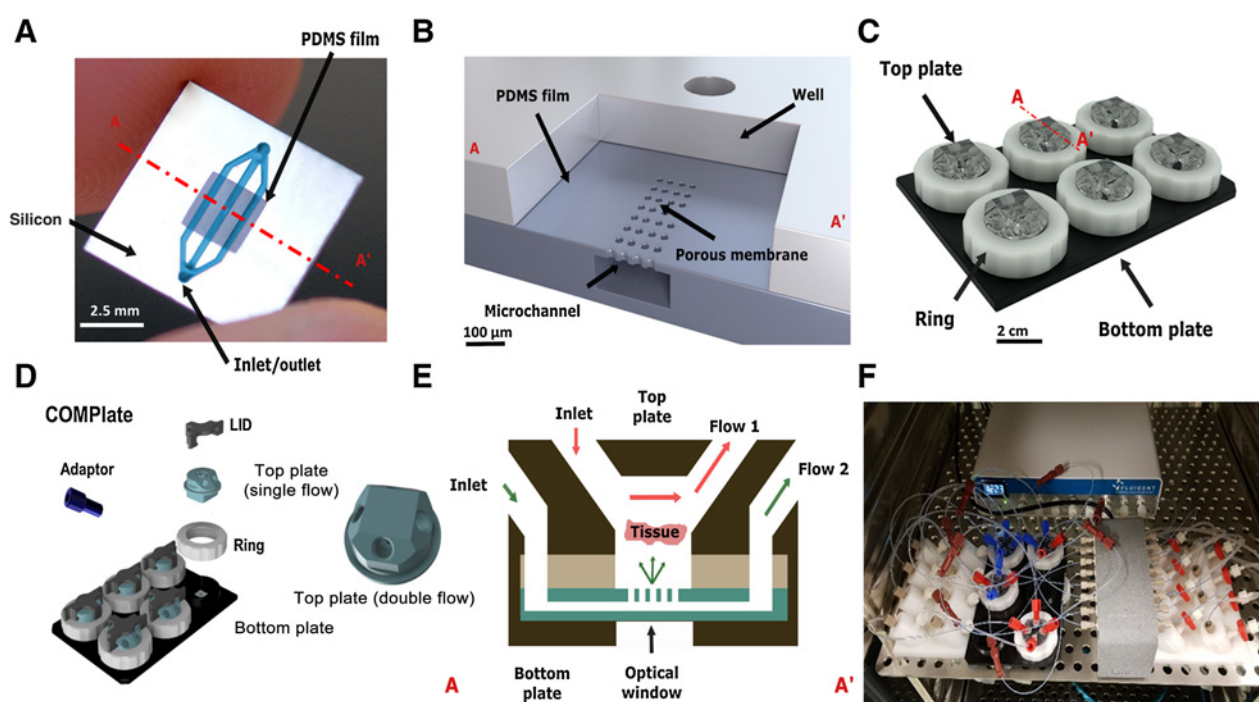 A
PDMS film
A
Silicon
A'
2.5 mm
Inlet/outlet
B
PDMS film
Well
A
A'
Porous membrane
Microchannel
100 µm
C
Top plate
A
A'
Ring
Bottom plate
2 cm
D
COMPlate
LID
Adaptor
Top plate
(single flow)
Ring
Top plate (double flow)
Bottom plate
E
Top
plate
Inlet
Flow 1
Inlet
Flow 2
Tissue
Bottom
plate
Optical
window
A
A'
F
FLUIGENT